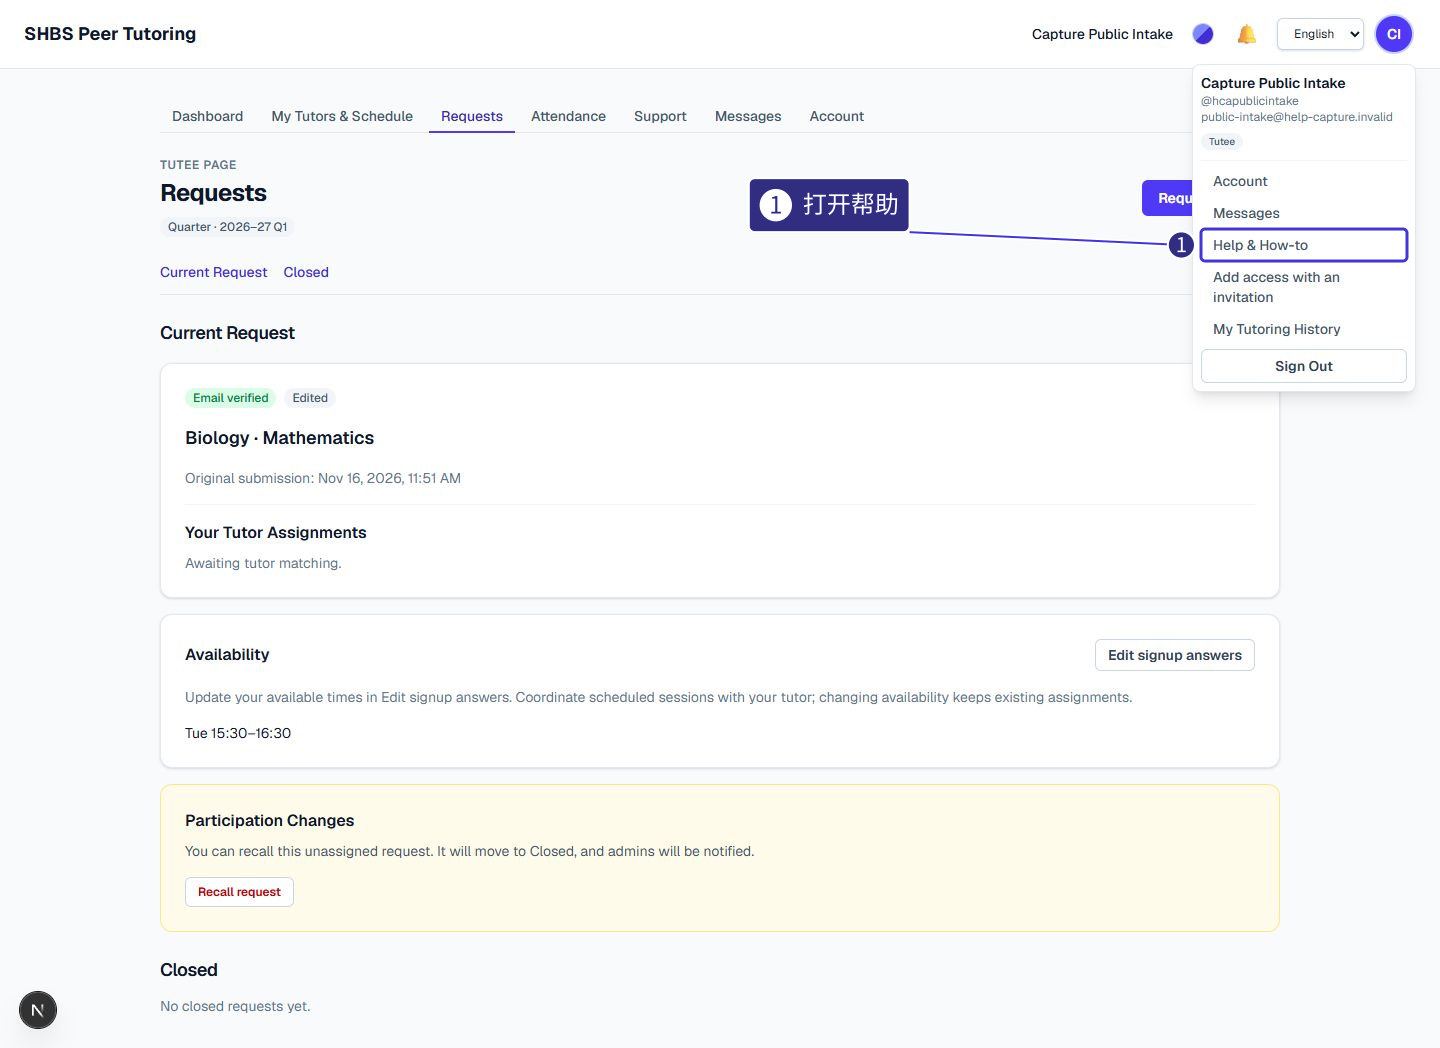 SHBS Peer Tutoring
Capture Public Intake
English
CI
Capture Public Intake
@hcapublicintake
public-intake@help-capture.invalid
Tutee
Account
Messages
Help & How-to
Add access with an
invitation
My Tutoring History
Sign Out
Dashboard
My Tutors & Schedule
Requests
Attendance
Support
Messages
Account
TUTEE PAGE
Requests
Quarter · 2026–27 Q1
1 打开帮助
1
Requ
Current Request
Closed
Current Request
Email verified
Edited
Biology · Mathematics
Original submission: Nov 16, 2026, 11:51 AM
Your Tutor Assignments
Awaiting tutor matching.
Availability
Edit signup answers
Update your available times in Edit signup answers. Coordinate scheduled sessions with your tutor; changing availability keeps existing assignments.
Tue 15:30–16:30
Participation Changes
You can recall this unassigned request. It will move to Closed, and admins will be notified.
Recall request
Closed
No closed requests yet.
N